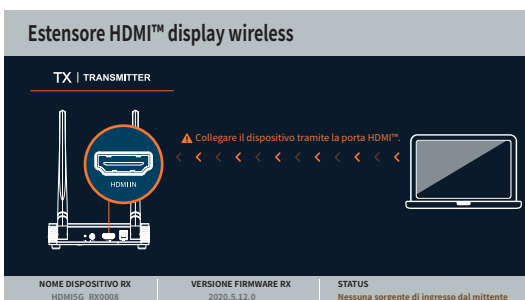 Estensore HDMI™ display wireless
TX | TRANSMITTER
Collegare il dispositivo tramite la porta HDMI™.
HDMI IN
NOME DISPOSITIVO RX
HDMI5G_RX0008
VERSIONE FIRMWARE RX
2020.5.12.0
STATUS
Nessuna sorgente di ingresso dal mittente